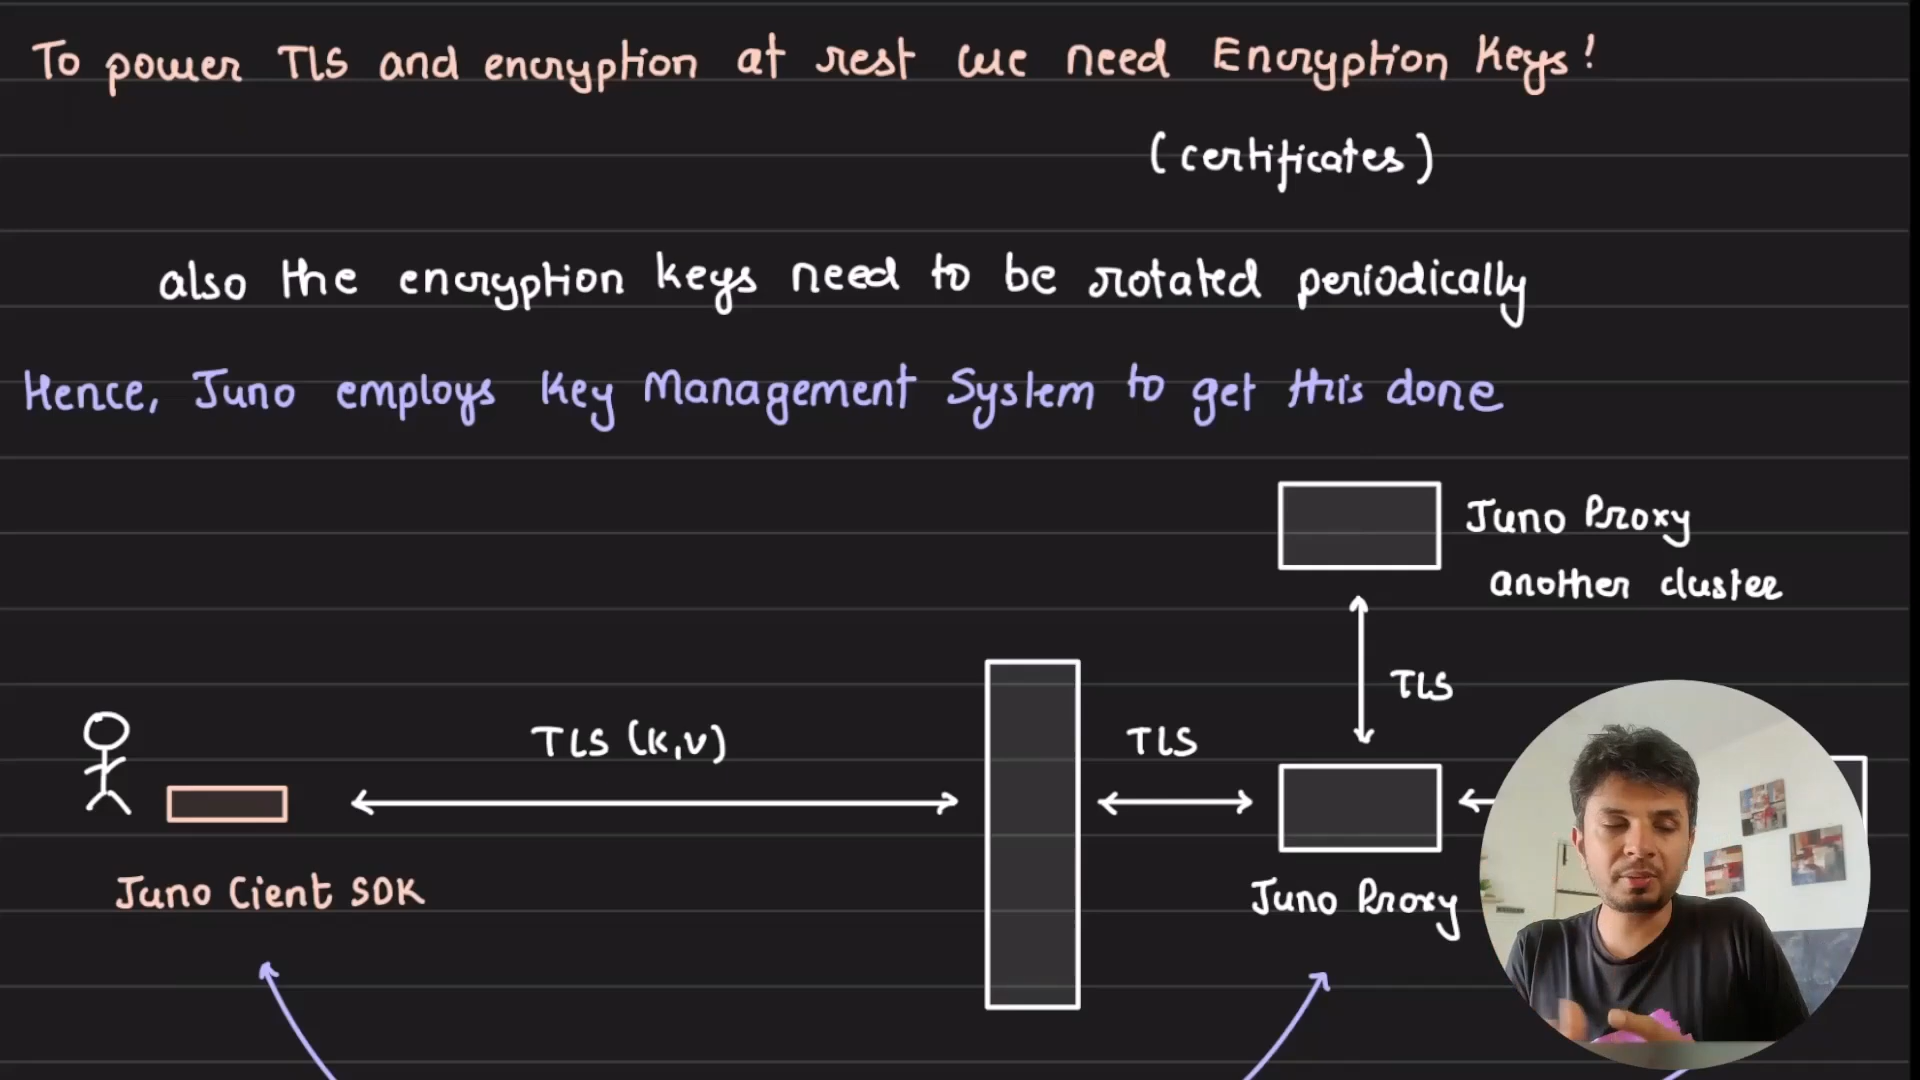 To power TLS and encryption at rest we need Encryption Keys!
(certificates)
also the encryption keys need to be rotated periodically
Hence, Juno employs Key Management System to get this done
Juno Proxy
another cluster
TLS
TLS (K,V)
TLS
Juno Cient SDK
Juno Proxy